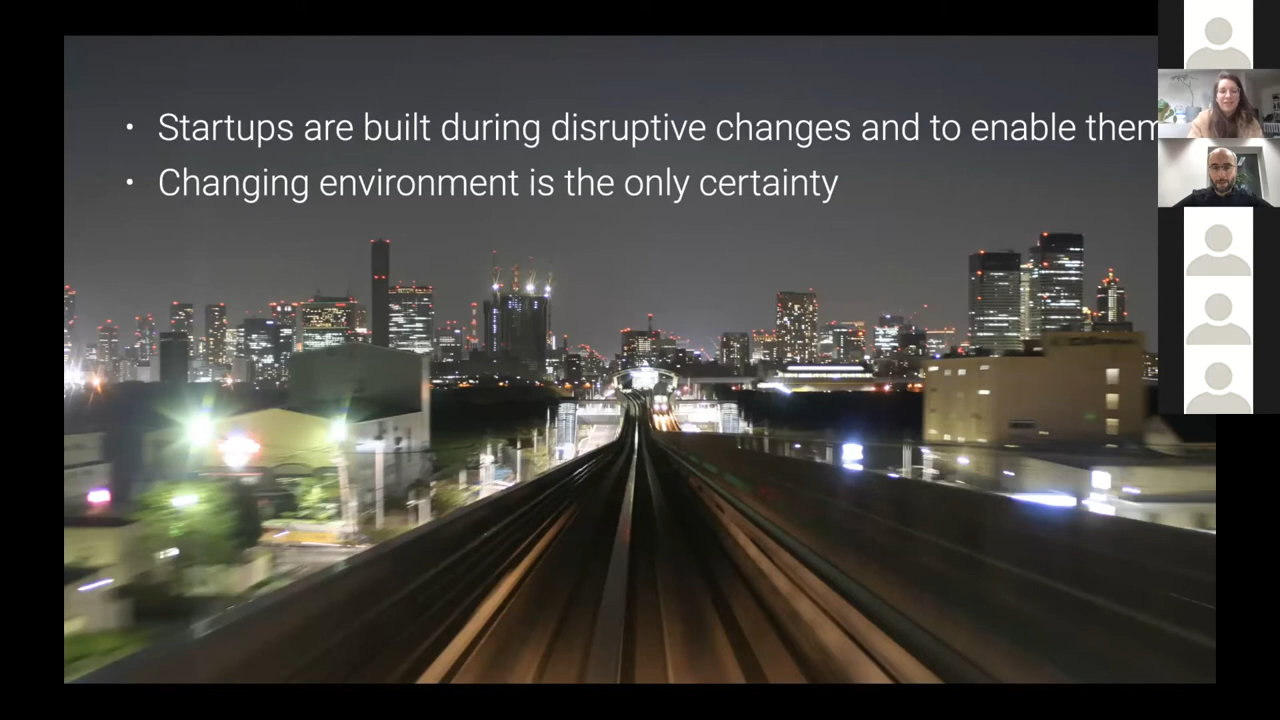 • Startups are built during disruptive changes and to enable them
• Changing environment is the only certainty